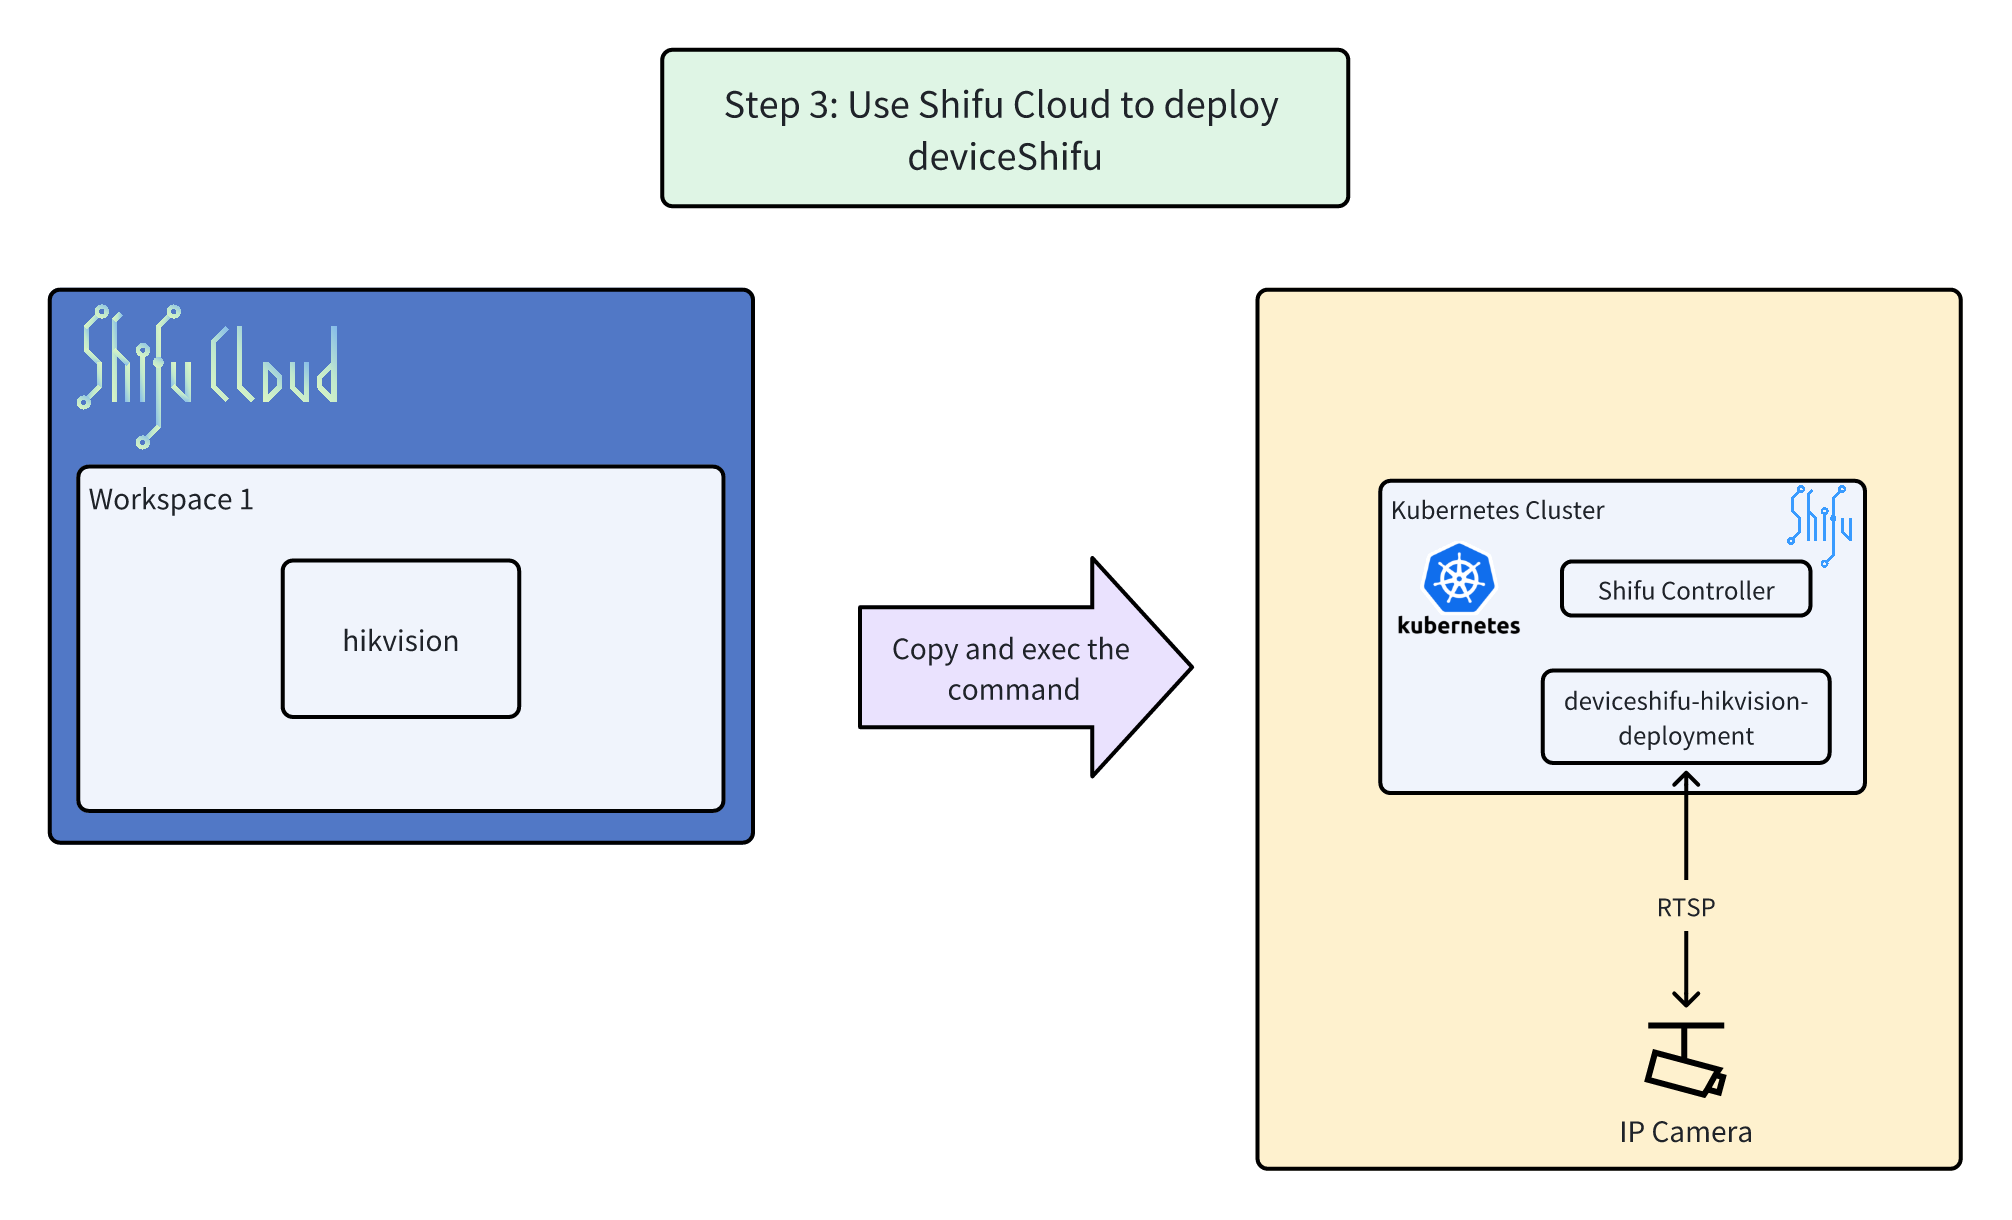 Step 3: Use Shifu Cloud to deploy
deviceShifu
Shifu Cloud
Workspace 1
hikvision
Copy and exec the
command
Kubernetes Cluster
Shifu
kubernetes
Shifu Controller
deviceshifu-hikvision-
deployment
RTSP
IP Camera